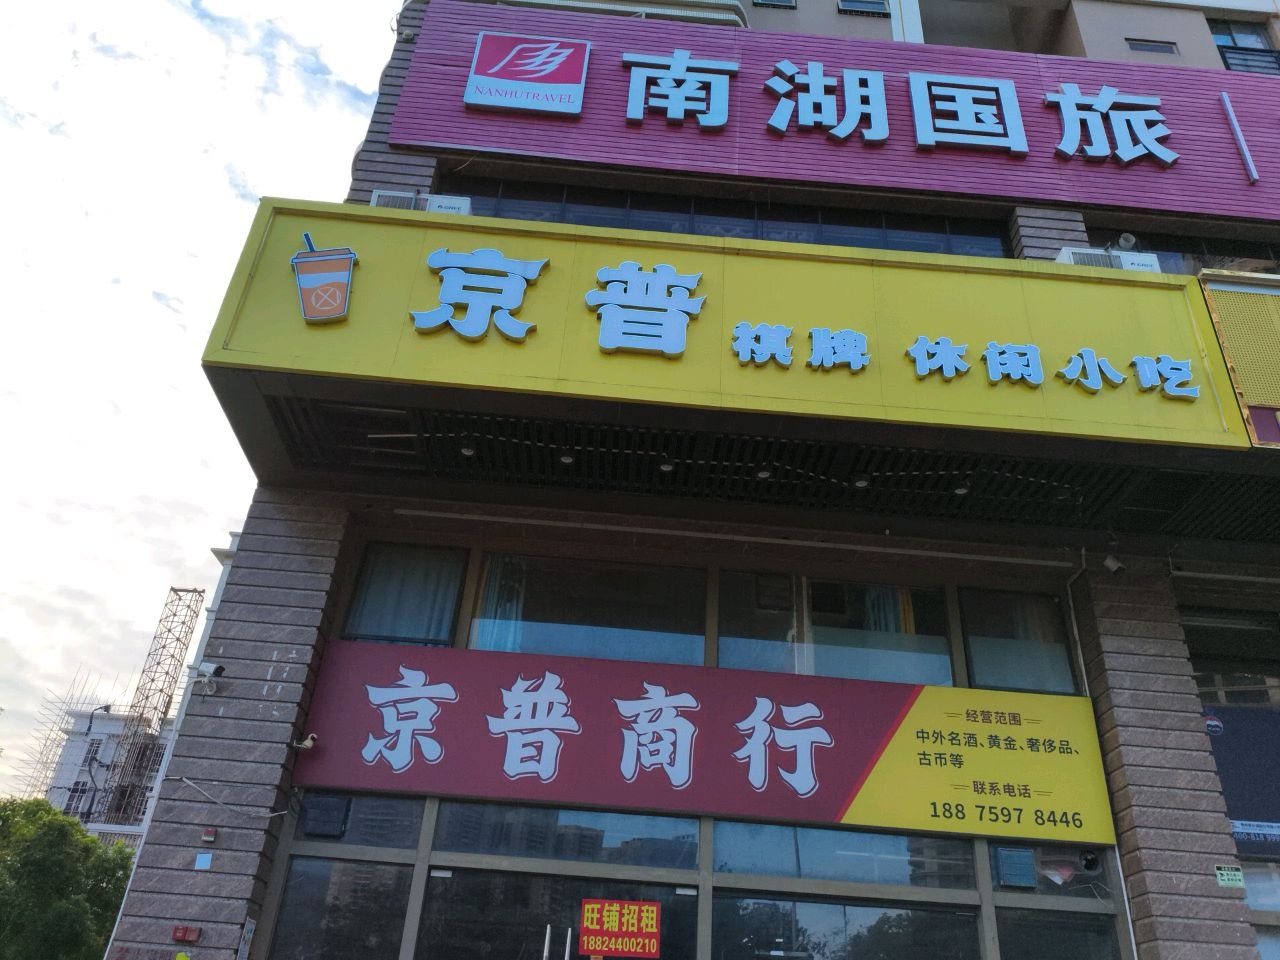 NANHUTRAVEL
南湖国旅
京普 棋牌 休闲小吃
京普商行
经营范围
中外名酒、黄金、奢侈品、
古币等
联系电话
188 7597 8446
旺铺招租
18824400210